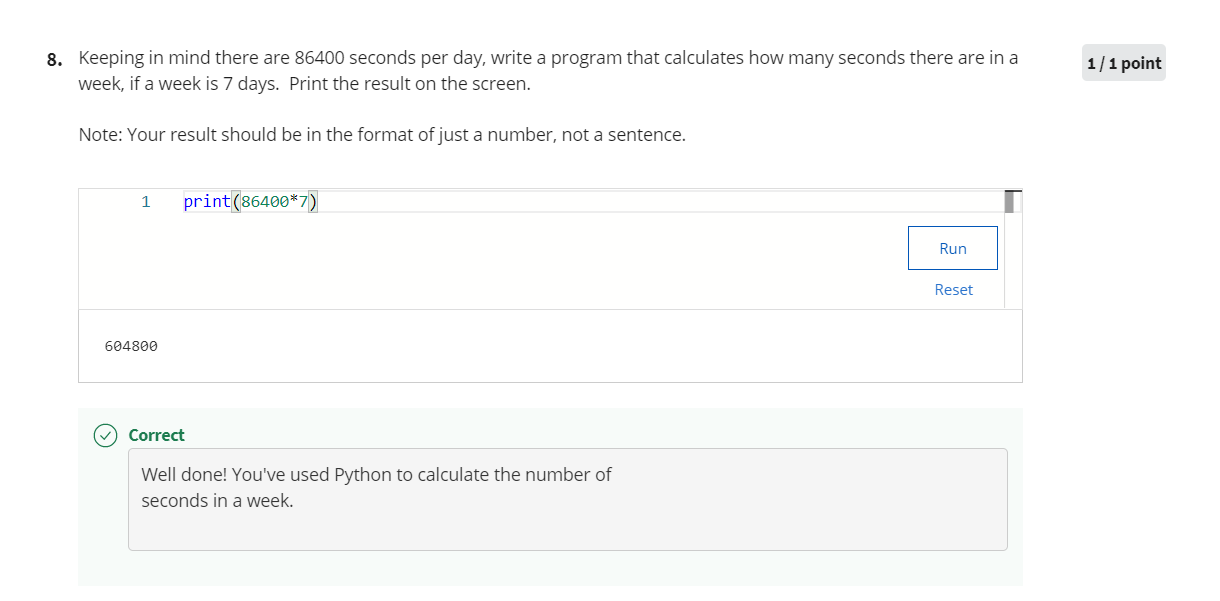 8. Keeping in mind there are 86400 seconds per day, write a program that calculates how many seconds there are in a
week, if a week is 7 days.  Print the result on the screen.
1 / 1 point
Note: Your result should be in the format of just a number, not a sentence.
1 print(86400*7)
Run
Reset
604800
Correct
Well done! You've used Python to calculate the number of
seconds in a week.